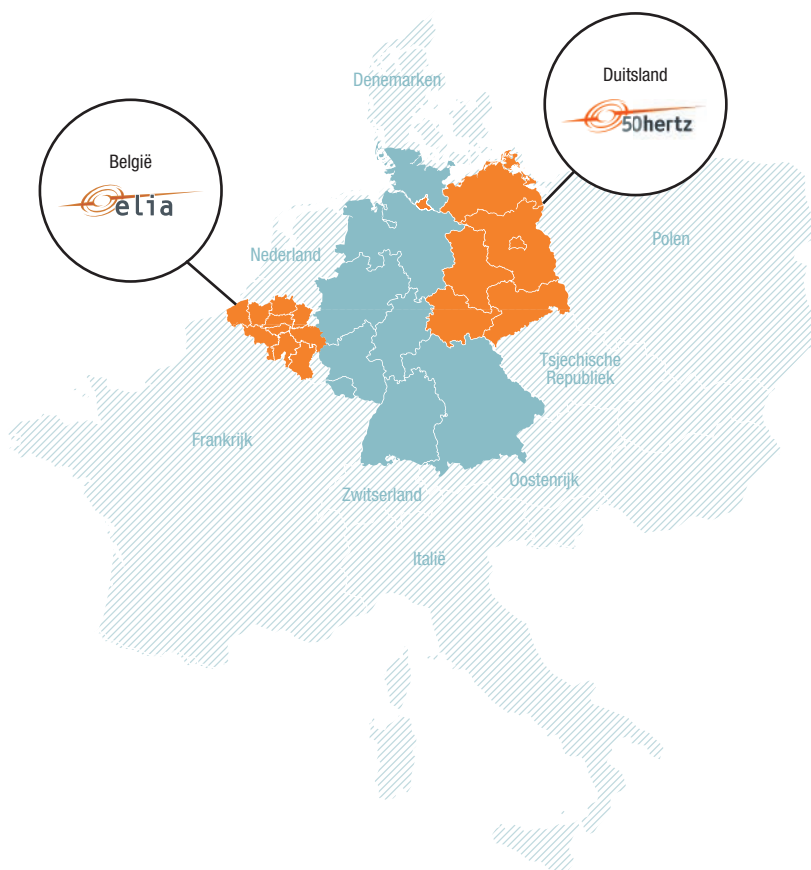 Denemarken
Duitsland
50hertz
België
elia
Nederland
Polen
Tsjechische
Republiek
Frankrijk
Zwitserland
Oostenrijk
Italië